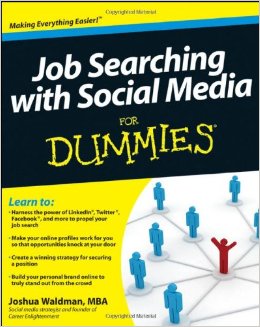 Making Everything Easier!™
Job Searching
with Social Media
FOR
DUMMIES®
Learn to:
• Harness the power of LinkedIn®, Twitter®,
Facebook®, and more to propel your
job search
• Make your online profiles work for you
so that opportunities knock at your door
• Create a winning strategy for securing
a position
• Build your personal brand online to
truly stand out from the crowd
Joshua Waldman, MBA
Social media strategist and founder of
Career Enlightenment